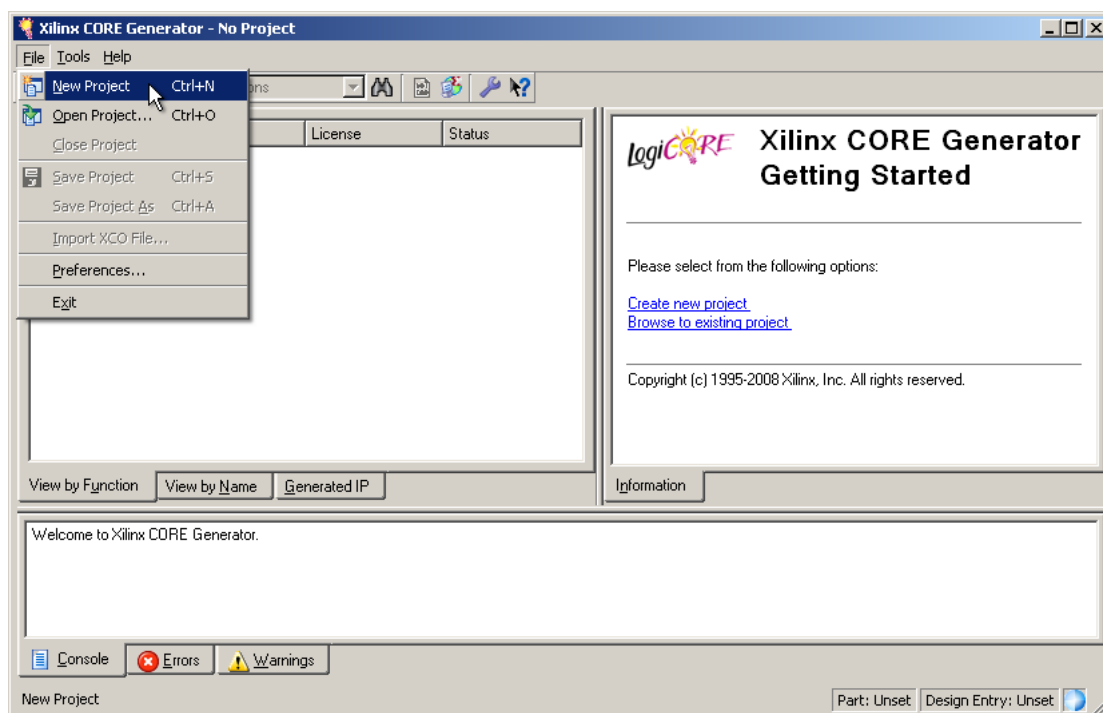 Xilinx CORE Generator - No Project
File Tools Help
New Project Ctrl+N
Open Project... Ctrl+O
Close Project
Save Project Ctrl+S
Save Project As Ctrl+A
Import XCO File...
Preferences...
Exit
License Status
LogiCORE
Xilinx CORE Generator
Getting Started
Please select from the following options:
Create new project
Browse to existing project
Copyright (c) 1995-2008 Xilinx, Inc. All rights reserved.
View by Function View by Name Generated IP
Information
Welcome to Xilinx CORE Generator.
Console Errors Warnings
New Project
Part: Unset Design Entry: Unset